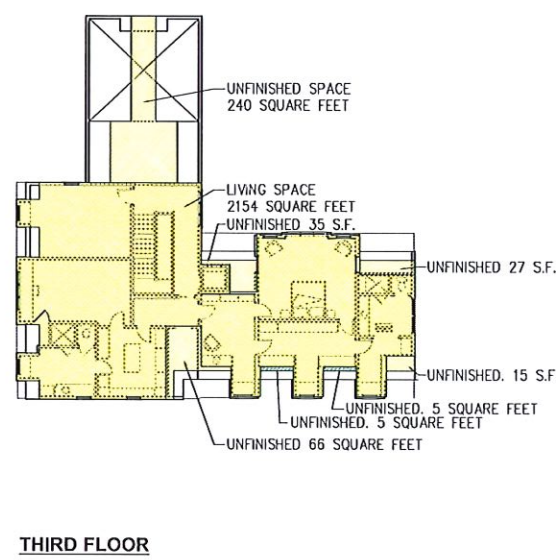 UNFINISHED SPACE
240 SQUARE FEET
LIVING SPACE
2154 SQUARE FEET
UNFINISHED 35 S.F.
UNFINISHED 27 S.F.
UNFINISHED. 15 S.F
UNFINISHED. 5 SQUARE FEET
UNFINISHED. 5 SQUARE FEET
UNFINISHED 66 SQUARE FEET
THIRD FLOOR